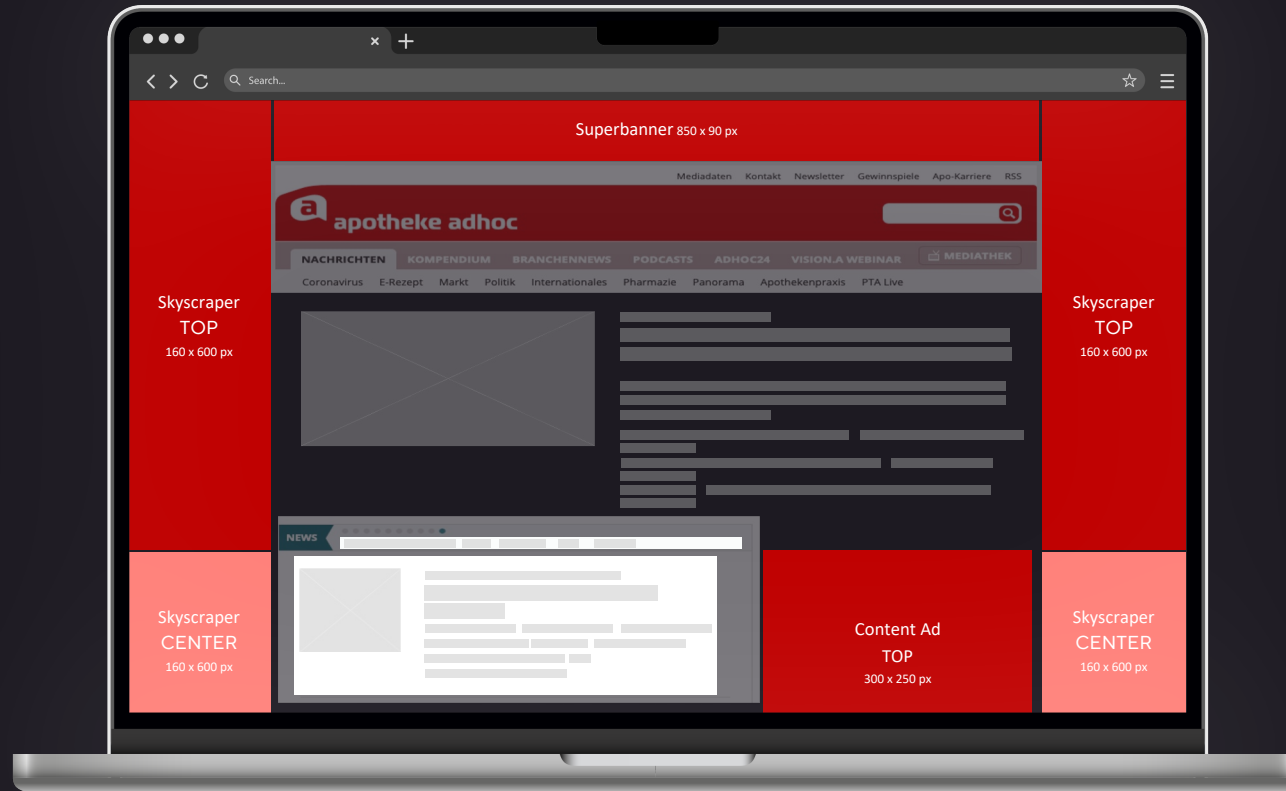 Search...
Superbanner 850 x 90 px
Mediadaten Kontakt Newsletter Gewinnspiele Apo-Karriere RSS
a apotheke adhoc
NACHRICHTEN KOMPENDIUM BRANCHENNEWS PODCASTS ADHOC24 VISION.A WEBINAR MEDIATHEK
Coronavirus E-Rezept Markt Politik Internationales Pharmazie Panorama Apothekenpraxis PTA Live
Skyscraper
TOP
160 x 600 px
Skyscraper
TOP
160 x 600 px
NEWS
Skyscraper
CENTER
160 x 600 px
Content Ad
TOP
300 x 250 px
Skyscraper
CENTER
160 x 600 px